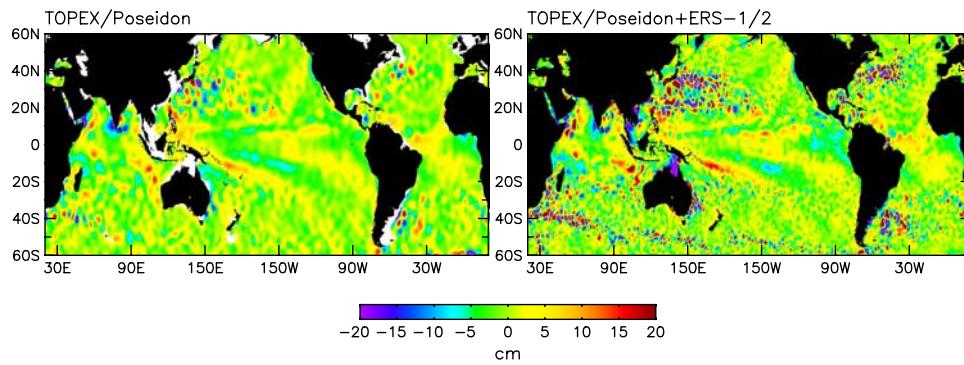 TOPEX/Poseidon
TOPEX/Poseidon+ERS-1/2
60N
40N
20N
0
20S
40S
60S
30E 90E 150E 150W 90W 30W
60N
40N
20N
0
20S
40S
60S
30E 90E 150E 150W 90W 30W
-20 -15 -10 -5 0 5 10 15 20
cm